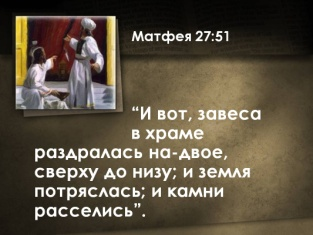 Матфея 27:51
“И вот, завеса
в храме
раздралась на-двое,
сверху до низу; и земля
потряслась; и камни
расселись”.